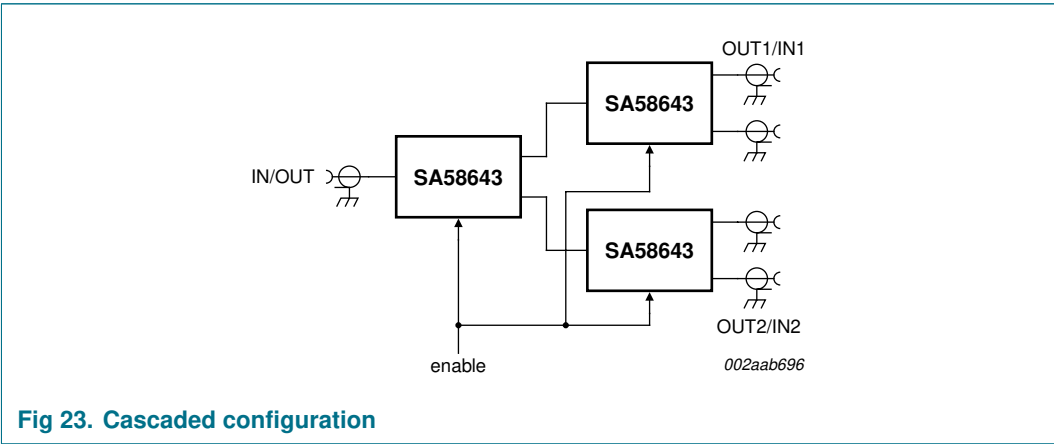 OUT1/IN1
SA58643
IN/OUT
SA58643
SA58643
OUT2/IN2
enable
002aab696
Fig 23. Cascaded configuration